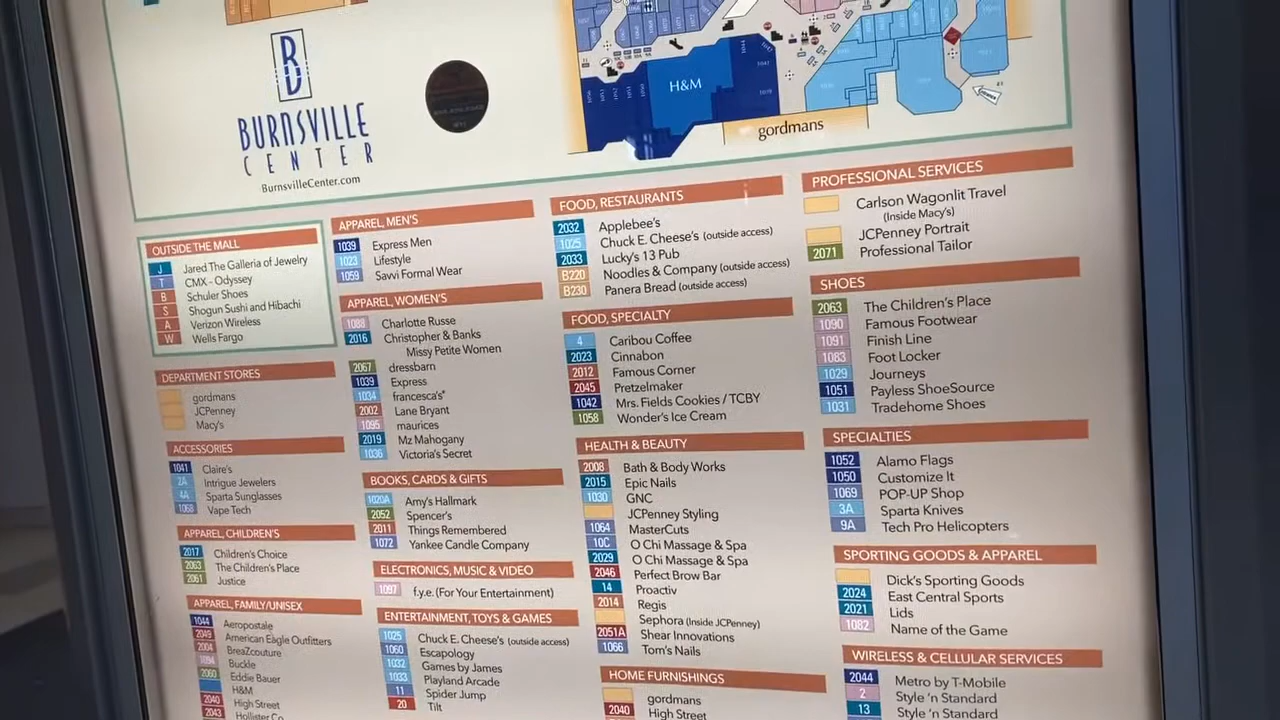 H&M
gordmans
BURNSVILLE
CENTER
BurnsvilleCenter.com
OUTSIDE THE MALL
J Jared The Galleria of Jewelry
T CMX - Odyssey
B Schuler Shoes
S Shogun Sushi and Hibachi
A Verizon Wireless
W Wells Fargo
DEPARTMENT STORES
gordmans
JCPenney
Macy's
ACCESSORIES
1041 Claire's
2A Intrigue Jewelers
4A Sparta Sunglasses
1068 Vape Tech
APPAREL, CHILDREN'S
2017 Children's Choice
2063 The Children's Place
2061 Justice
APPAREL, FAMILY/UNISEX
1044 Aeropostale
2049 American Eagle Outfitters
2004 BreaZcouture
1094 Buckle
2060 Eddie Bauer
H&M
2040 High Street
2043 Hollister Co.
APPAREL, MEN'S
1039 Express Men
1023 Lifestyle
1059 Savvi Formal Wear
APPAREL, WOMEN'S
1088 Charlotte Russe
2016 Christopher & Banks
Missy Petite Women
2067 dressbarn
1039 Express
1034 francesca's®
2002 Lane Bryant
1095 maurices
2019 Mz Mahogany
1036 Victoria's Secret
BOOKS, CARDS & GIFTS
1020A Amy's Hallmark
2052 Spencer's
2011 Things Remembered
1072 Yankee Candle Company
ELECTRONICS, MUSIC & VIDEO
1097 f.y.e. (For Your Entertainment)
ENTERTAINMENT, TOYS & GAMES
1025 Chuck E. Cheese's (outside access)
1060 Escapology
1032 Games by James
1033 Playland Arcade
11 Spider Jump
20 Tilt
FOOD, RESTAURANTS
2032 Applebee's
1025 Chuck E. Cheese's (outside access)
2033 Lucky's 13 Pub
B220 Noodles & Company (outside access)
B230 Panera Bread (outside access)
FOOD, SPECIALTY
4 Caribou Coffee
2023 Cinnabon
2012 Famous Corner
2045 Pretzelmaker
1042 Mrs. Fields Cookies / TCBY
1058 Wonder's Ice Cream
HEALTH & BEAUTY
2008 Bath & Body Works
2015 Epic Nails
1030 GNC
JCPenney Styling
1064 MasterCuts
10C O Chi Massage & Spa
2029 O Chi Massage & Spa
2046 Perfect Brow Bar
14 Proactiv
2014 Regis
Sephora (Inside JCPenney)
2051A Shear Innovations
1066 Tom's Nails
HOME FURNISHINGS
gordmans
2040 High Street
PROFESSIONAL SERVICES
Carlson Wagonlit Travel
(Inside Macy's)
JCPenney Portrait
2071 Professional Tailor
SHOES
2063 The Children's Place
1090 Famous Footwear
1091 Finish Line
1083 Foot Locker
1029 Journeys
1051 Payless ShoeSource
1031 Tradehome Shoes
SPECIALTIES
1052 Alamo Flags
1050 Customize It
1069 POP-UP Shop
3A Sparta Knives
9A Tech Pro Helicopters
SPORTING GOODS & APPAREL
Dick's Sporting Goods
2024 East Central Sports
2021 Lids
1082 Name of the Game
WIRELESS & CELLULAR SERVICES
2044 Metro by T-Mobile
2 Style 'n Standard
13 Style 'n Standard